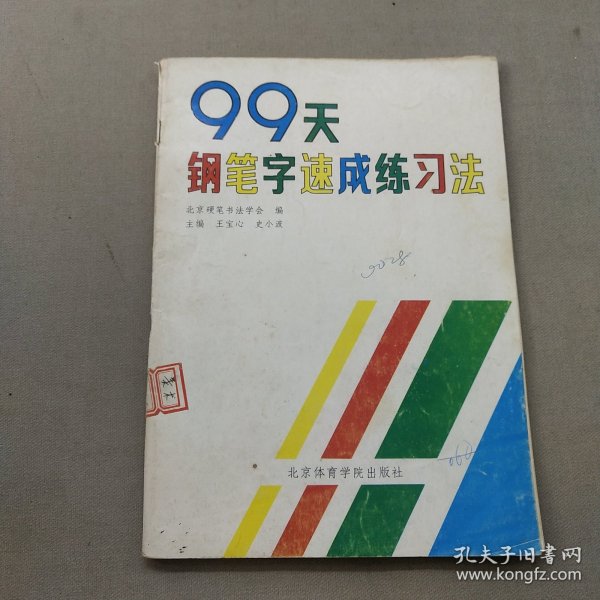 99天
钢笔字速成练习法
北京硬笔书法学会 编
主编 王宝心 史小波
9028
北京体育学院出版社
孔夫子旧书网
www.kongfz.com